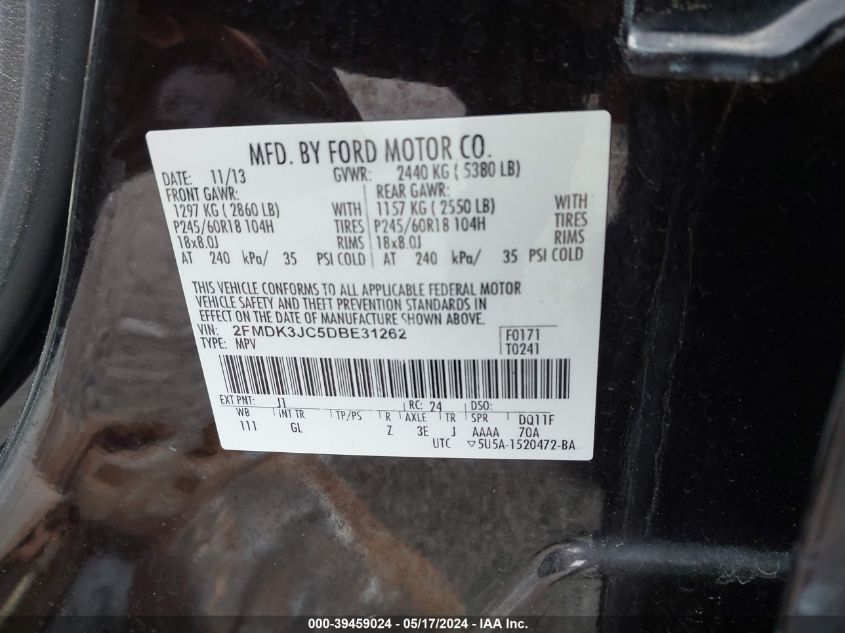 MFD. BY FORD MOTOR CO.
DATE: 11/13 GVWR: 2440 KG ( 5380 LB)
FRONT GAWR: REAR GAWR:
1297 KG ( 2860 LB) WITH 1157 KG ( 2550 LB) WITH
P245/60R18 104H TIRES P245/60R18 104H TIRES
18x8.0J RIMS 18x8.0J RIMS
AT 240 kPa/ 35 PSI COLD AT 240 kPa/ 35 PSI COLD
THIS VEHICLE CONFORMS TO ALL APPLICABLE FEDERAL MOTOR
VEHICLE SAFETY AND THEFT PREVENTION STANDARDS IN
EFFECT ON THE DATE OF MANUFACTURE SHOWN ABOVE.
VIN: 2FMDK3JC5DBE31262 F0171
TYPE: MPV T0241
EXT PNT: J1 RC: 24 DSO:
WB INT TR TP/PS R AXLE TR SPR DQ11F
111 GL Z 3E J AAAA 70A
UTC ▽5U5A-1520472-BA
000-39459024 - 05/17/2024 - IAA Inc.